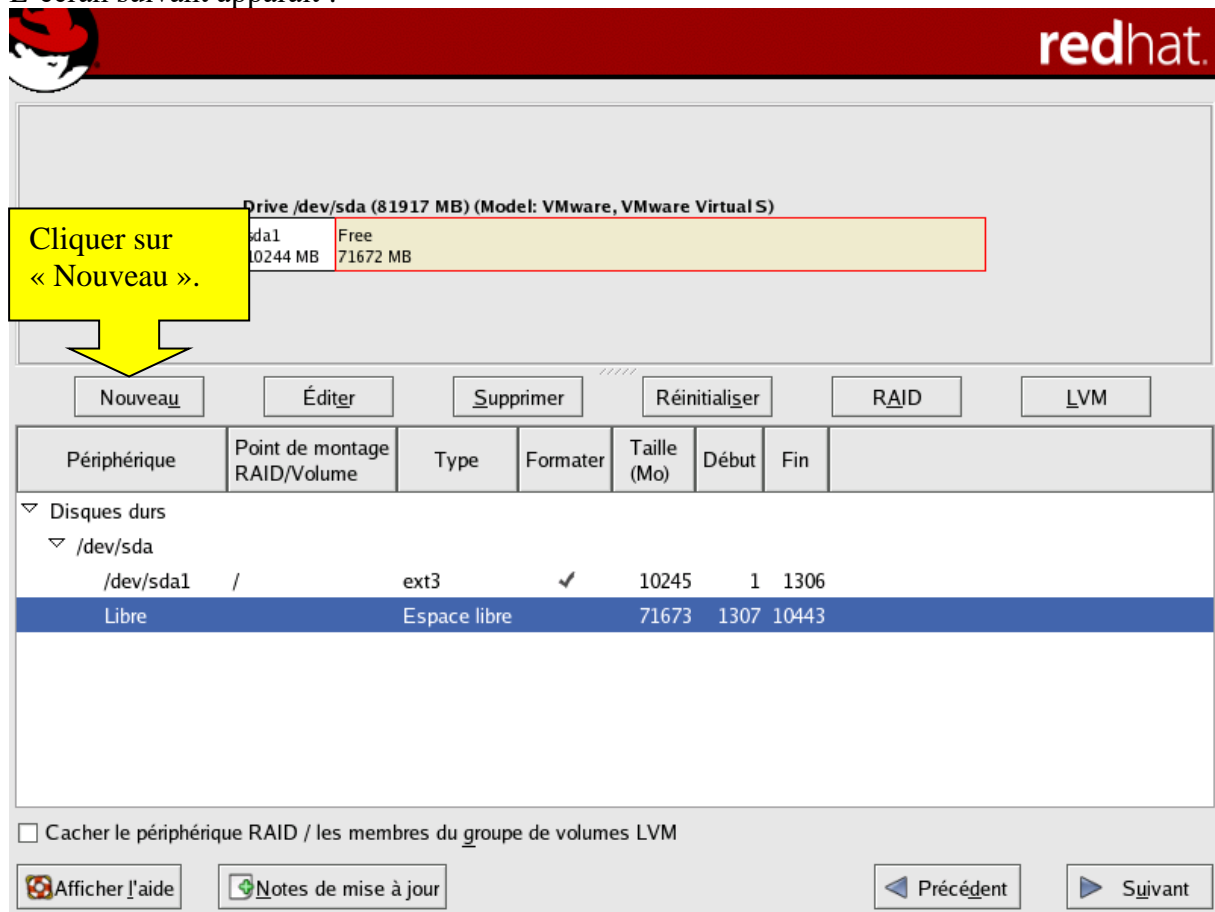 L'écran suivant apparaît :
redhat.
Drive /dev/sda (81917 MB) (Model: VMware, VMware Virtual S)
sda1 Free
10244 MB 71672 MB
Cliquer sur
« Nouveau ».
Nouveau Éditer Supprimer Réinitialiser RAID LVM
Périphérique Point de montage RAID/Volume Type Formater Taille (Mo) Début Fin
Disques durs
/dev/sda
/dev/sda1 / ext3 10245 1 1306
Libre Espace libre 71673 1307 10443
Cacher le périphérique RAID / les membres du groupe de volumes LVM
Afficher l'aide Notes de mise à jour Précédent Suivant